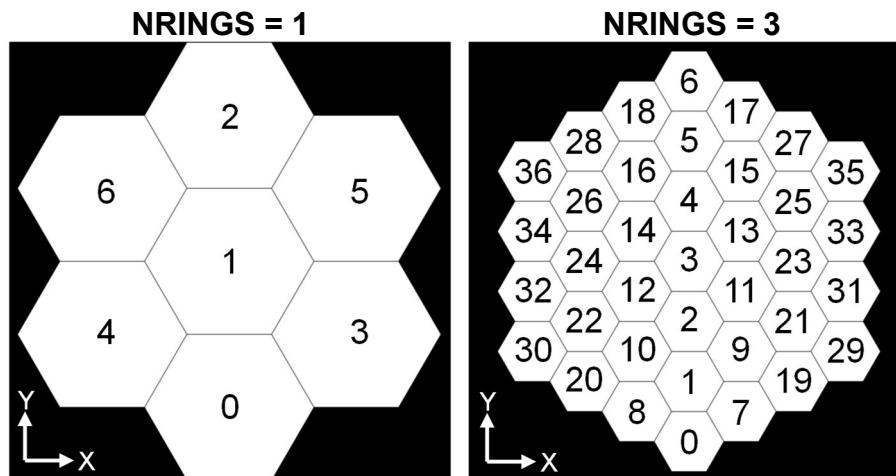 NRINGS = 1
2
6 5
1
4 3
0
Y
X
NRINGS = 3
6
18 17
28 5 27
36 16 15 35
26 4 25
34 14 13 33
24 3 23
32 12 11 31
22 2 21
30 10 9 29
20 1 19
8 7
0
Y
X